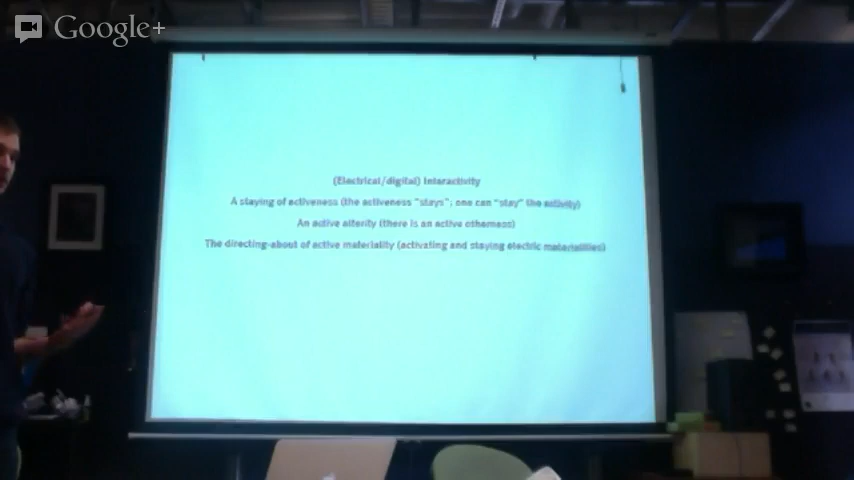 Google+
(Electrical/digital) Interactivity
A staying of activeness (the activeness "stays"; one can "stay" the activity)
An active alterity (there is an active otherness)
The directing-about of active materiality (activating and staying electric materialities)